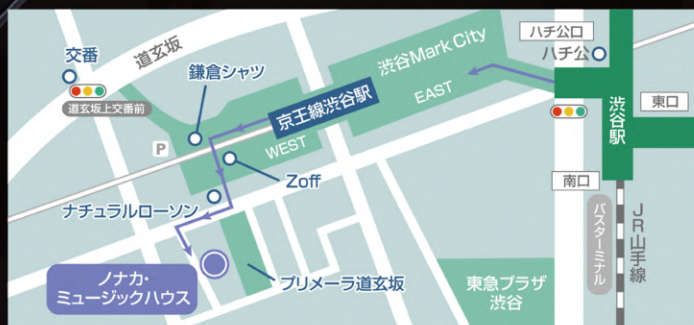 交番
道玄坂
道玄坂上交番前
鎌倉シャツ
P
京王線渋谷駅
渋谷Mark City
EAST
WEST
Zoff
ナチュラルローソン
ノナカ・
ミュージックハウス
プリメーラ道玄坂
ハチ公口
ハチ公
渋谷駅
東口
南口
バスターミナル
JR山手線
東急プラザ
渋谷